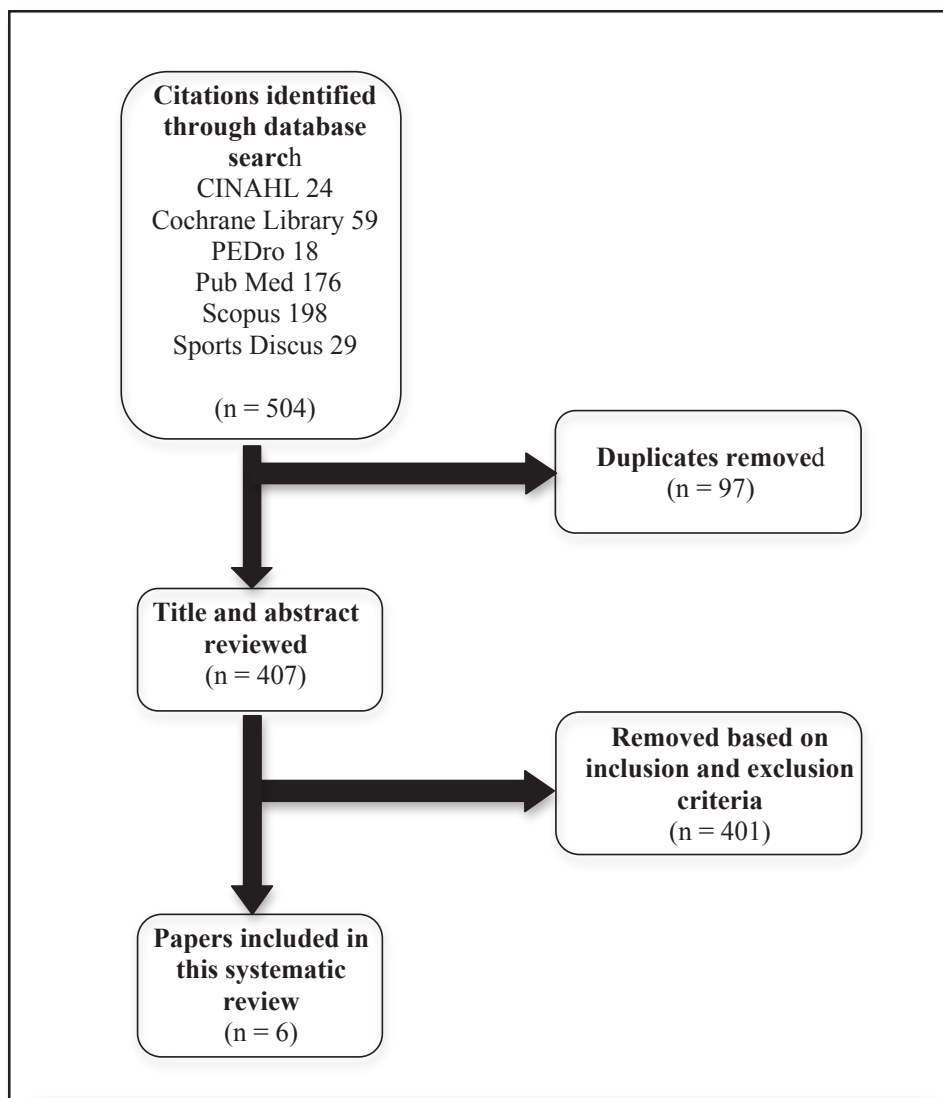 Citations identified
through database
search
CINAHL 24
Cochrane Library 59
PEDro 18
Pub Med 176
Scopus 198
Sports Discus 29
(n = 504)
Duplicates removed
(n = 97)
Title and abstract
reviewed
(n = 407)
Removed based on
inclusion and exclusion
criteria
(n = 401)
Papers included in
this systematic
review
(n = 6)